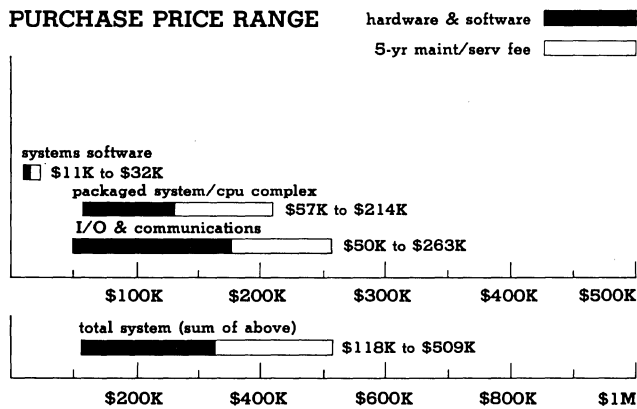 PURCHASE PRICE RANGE
hardware & software
5-yr maint/serv fee
systems software
$11K to $32K
packaged system/cpu complex
$57K to $214K
I/O & communications
$50K to $263K
$100K $200K $300K $400K $500K
total system (sum of above)
$118K to $509K
$200K $400K $600K $800K $1M